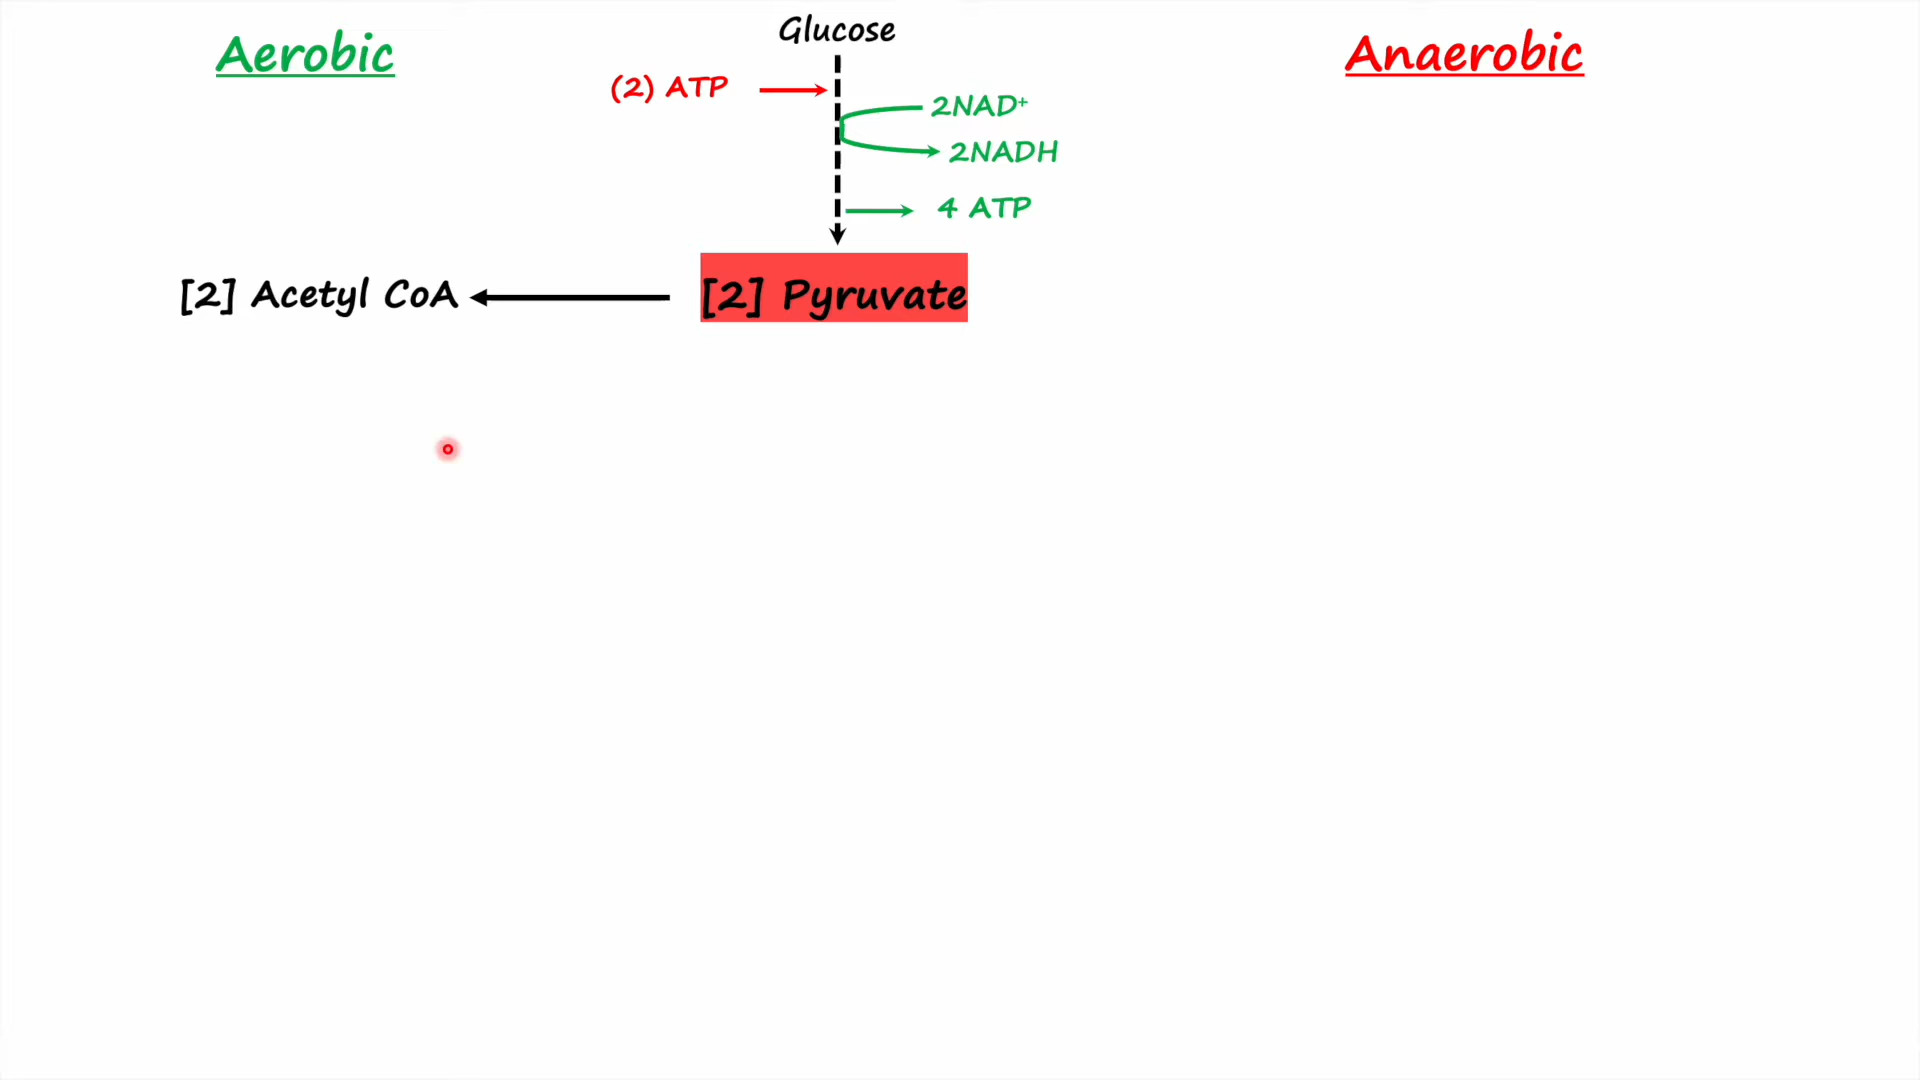 Aerobic
Glucose
Anaerobic
(2) ATP
2NAD⁺
2NADH
4 ATP
[2] Acetyl CoA
[2] Pyruvate